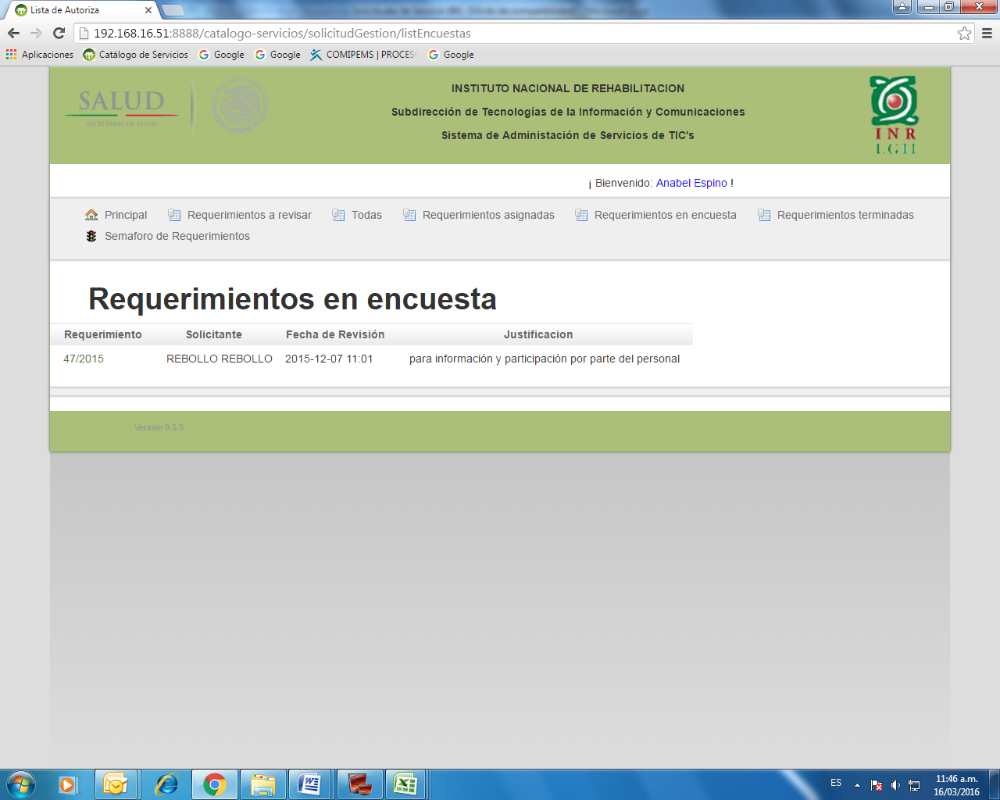 Lista de Autoriza
192.168.16.51:8888/catalogo-servicios/solicitudGestion/listEncuestas
Aplicaciones Catálogo de Servicios Google Google COMIPEMS | PROCES Google
SALUD
SECRETARÍA DE SALUD
INSTITUTO NACIONAL DE REHABILITACION
Subdirección de Tecnologías de la Información y Comunicaciones
Sistema de Administación de Servicios de TIC's
INR
LGII
¡ Bienvenido: Anabel Espino !
Principal Requerimientos a revisar Todas Requerimientos asignadas Requerimientos en encuesta Requerimientos terminadas
Semaforo de Requerimientos
Requerimientos en encuesta
Requerimiento Solicitante Fecha de Revisión Justificacion
47/2015 REBOLLO REBOLLO 2015-12-07 11:01 para información y participación por parte del personal
Versión 0.5.5
ES 11:46 a.m.
16/03/2016